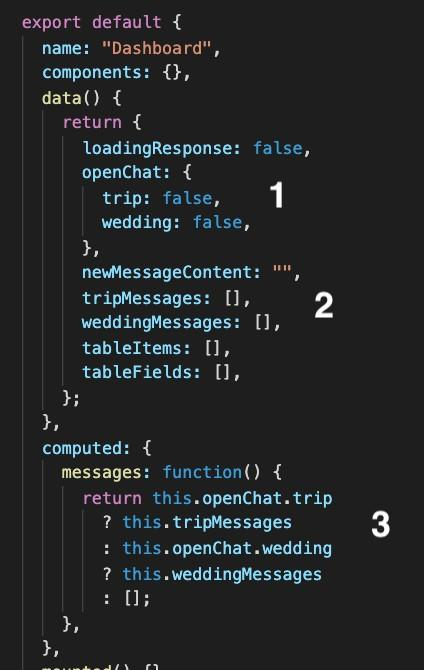 export default {
name: "Dashboard",
components: {},
data() {
return {
loadingResponse: false,
openChat: {
trip: false,
1
wedding: false,
},
newMessageContent: "",
tripMessages: [],
2
weddingMessages: [],
tableItems: [],
tableFields: [],
};
},
computed: {
messages: function() {
return this.openChat.trip
? this.tripMessages
3
: this.openChat.wedding
? this.weddingMessages
: [];
},
},
mounted() {}